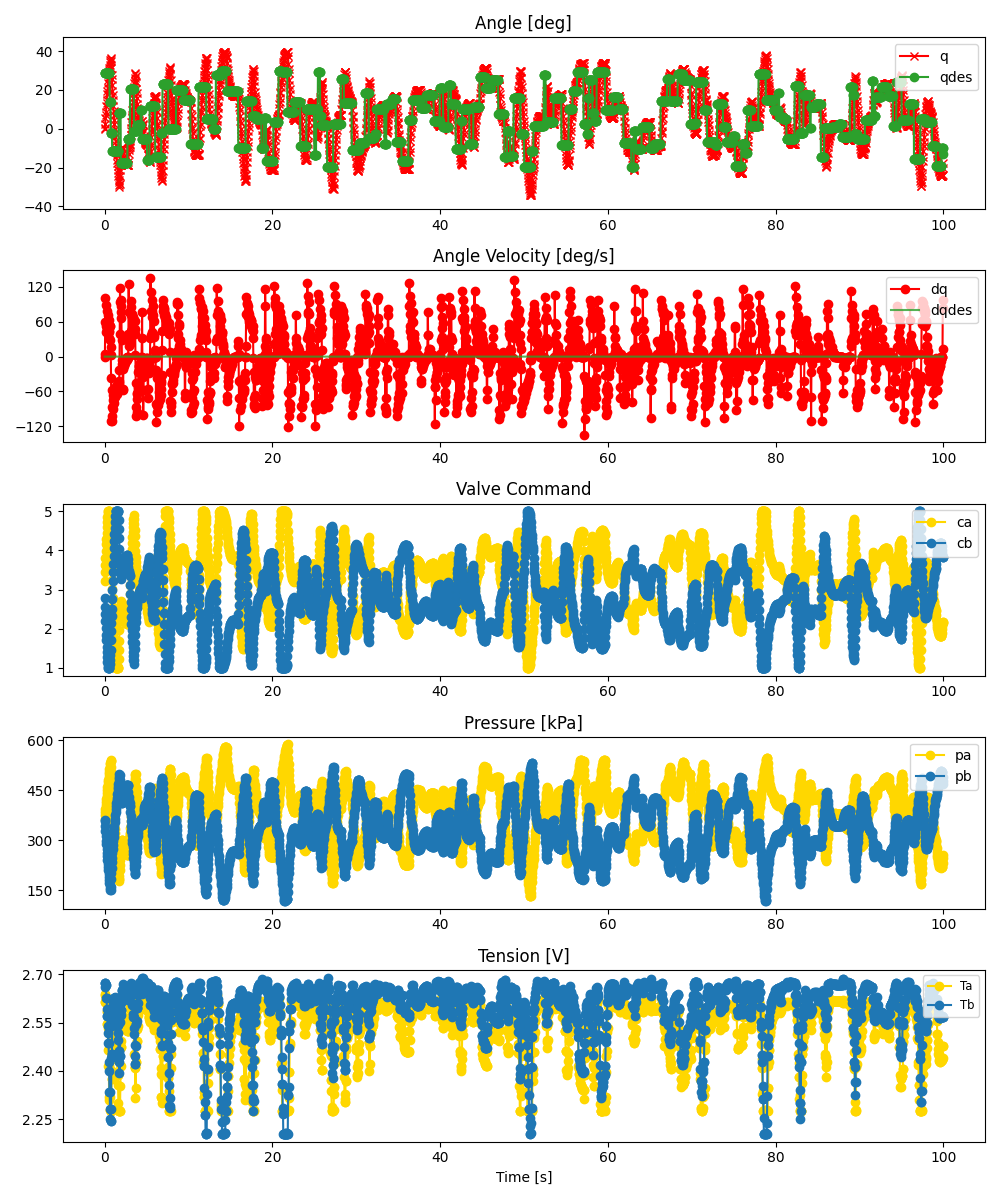 Angle [deg]
40
20
0
−20
−40
q
qdes
0 20 40 60 80 100
Angle Velocity [deg/s]
120
60
0
−60
−120
dq
dqdes
0 20 40 60 80 100
Valve Command
5
4
3
2
1
ca
cb
0 20 40 60 80 100
Pressure [kPa]
600
450
300
150
pa
pb
0 20 40 60 80 100
Tension [V]
2.70
2.55
2.40
2.25
Ta
Tb
0 20 40 60 80 100
Time [s]